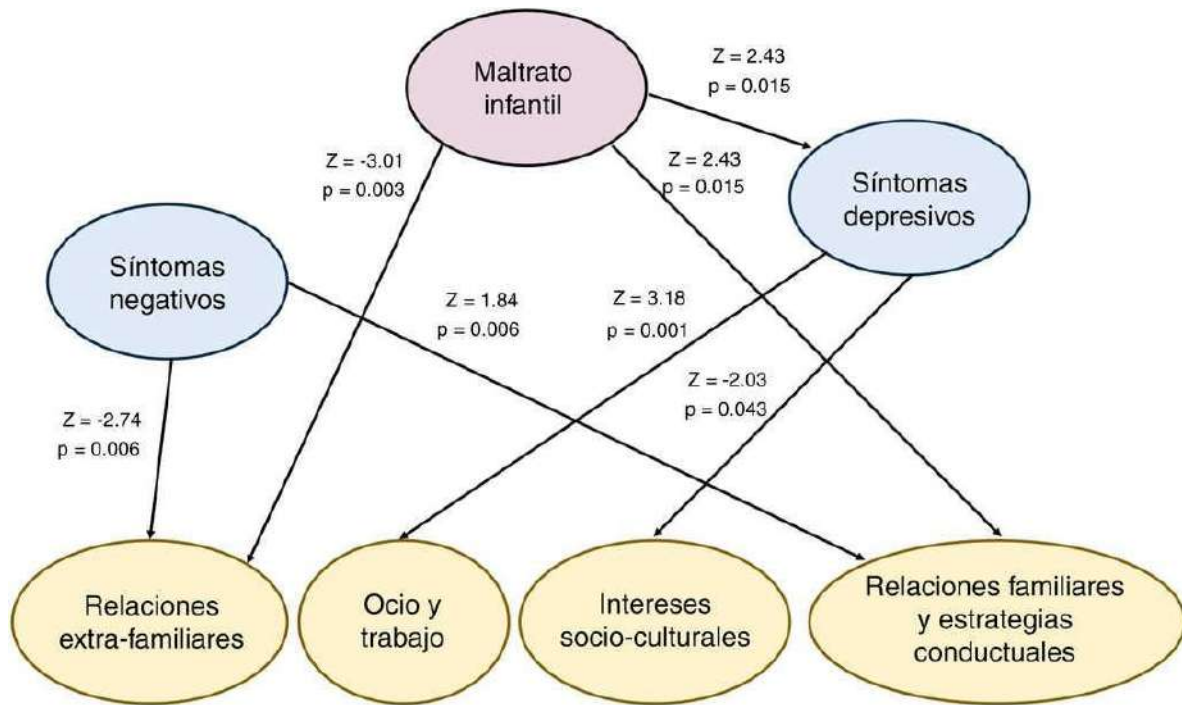 Maltrato
infantil
Z = 2.43
p = 0.015
Z = -3.01
p = 0.003
Z = 2.43
p = 0.015
Síntomas
depresivos
Síntomas
negativos
Z = 1.84
p = 0.006
Z = 3.18
p = 0.001
Z = -2.03
p = 0.043
Z = -2.74
p = 0.006
Relaciones
extra-familiares
Ocio y
trabajo
Intereses
socio-culturales
Relaciones familiares
y estrategias
conductuales